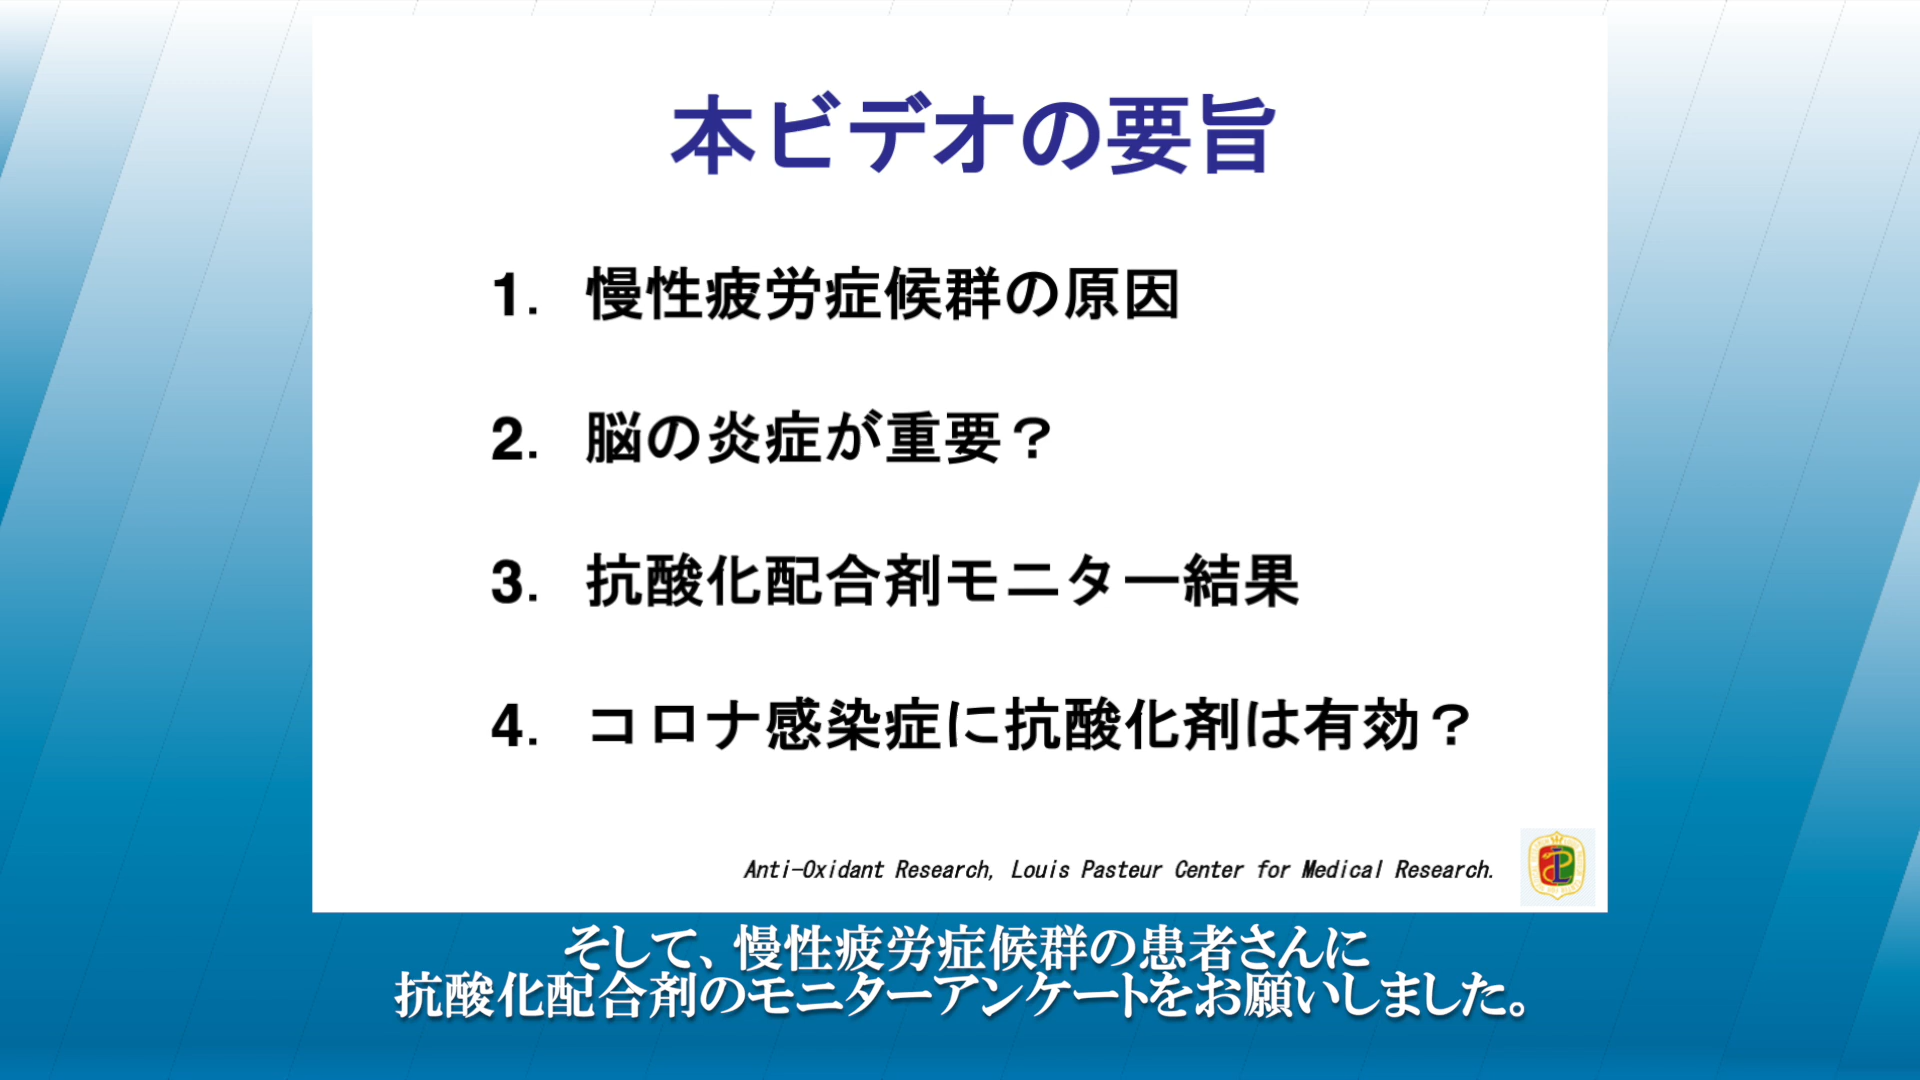 本ビデオの要旨
1. 慢性疲労症候群の原因
2. 脳の炎症が重要？
3. 抗酸化配合剤モニター結果
4. コロナ感染症に抗酸化剤は有効？
Anti-Oxidant Research, Louis Pasteur Center for Medical Research.
そして、慢性疲労症候群の患者さんに
抗酸化配合剤のモニターアンケートをお願いしました。